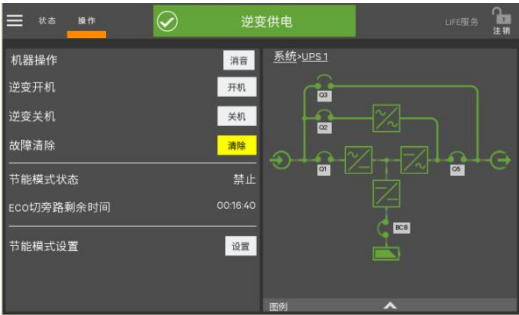 状态 操作 逆变供电 LIFE服务 注销
机器操作 消音
逆变开机 开机
逆变关机 关机
故障清除 清除
节能模式状态 禁止
ECO切旁路剩余时间 00:16:40
节能模式设置 设置
系统>UPS 1
Q3
Q2
Q1 Q5
BCB
图例